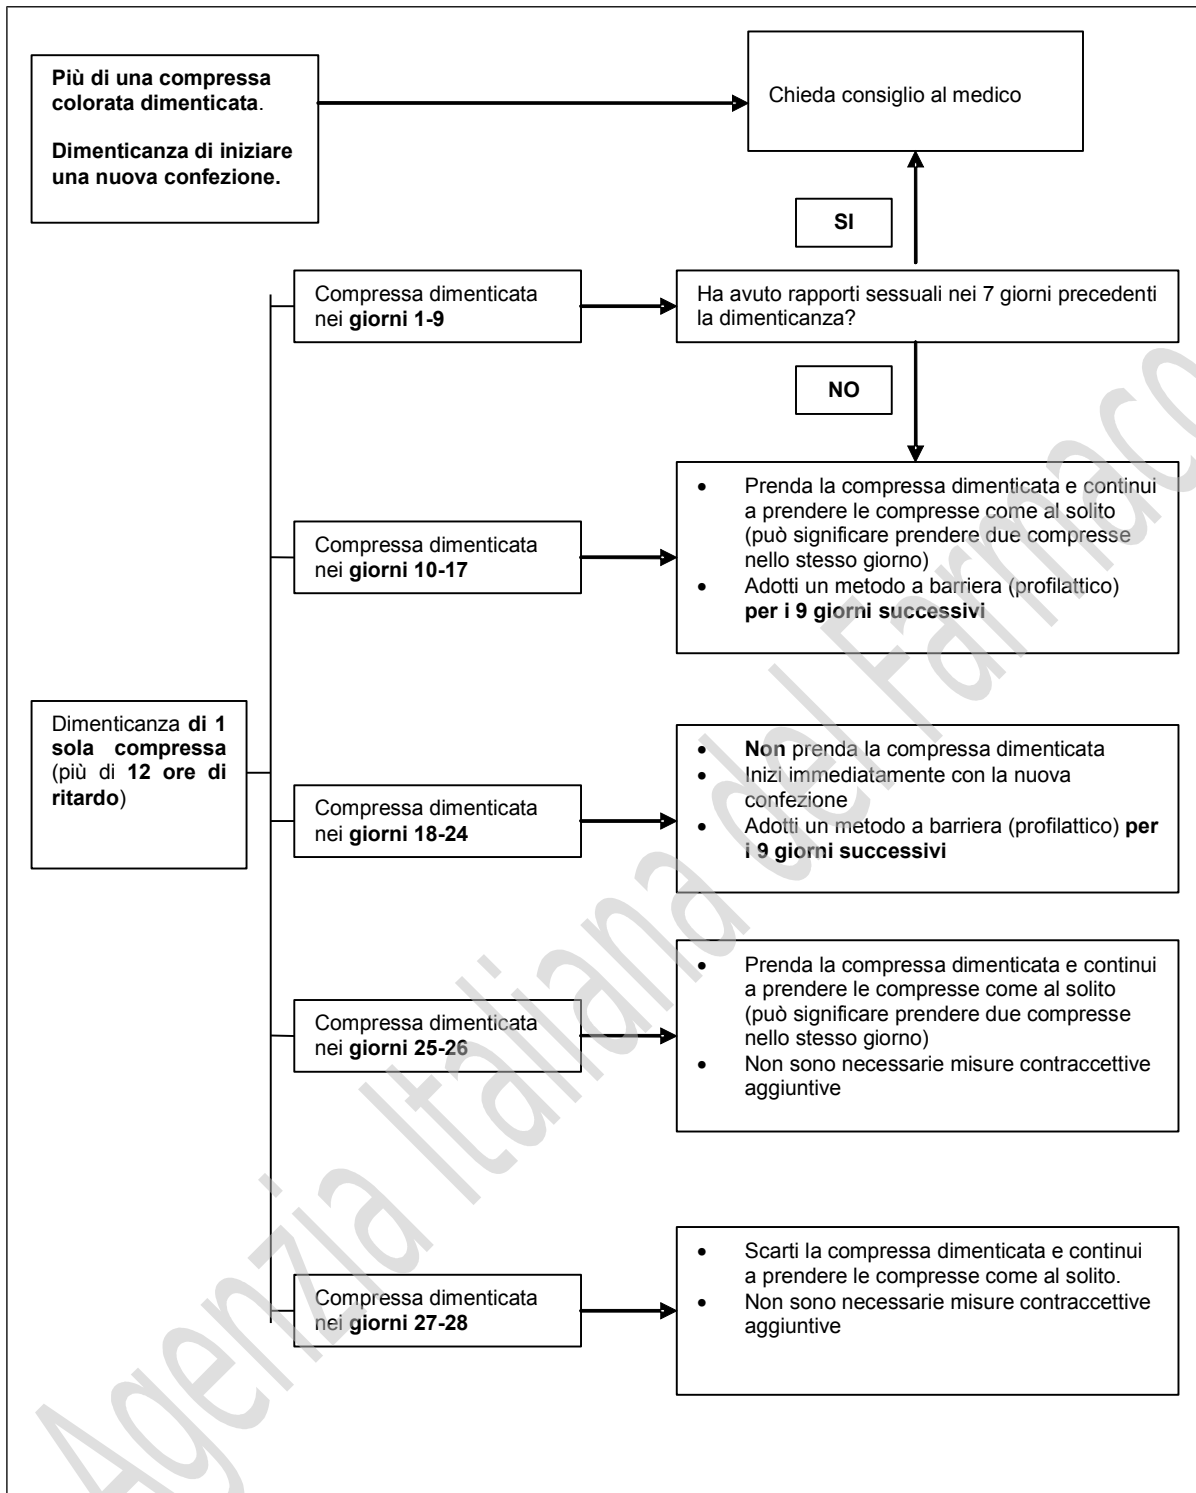 Più di una compressa
colorata dimenticata.
Dimenticanza di iniziare
una nuova confezione.
Chieda consiglio al medico
SI
Compressa dimenticata
nei giorni 1-9
Ha avuto rapporti sessuali nei 7 giorni precedenti
la dimenticanza?
NO
Compressa dimenticata
nei giorni 10-17
• Prenda la compressa dimenticata e continui
a prendere le compresse come al solito
(può significare prendere due compresse
nello stesso giorno)
• Adotti un metodo a barriera (profilattico)
per i 9 giorni successivi
Dimenticanza di 1
sola compressa
(più di 12 ore di
ritardo)
Compressa dimenticata
nei giorni 18-24
• Non prenda la compressa dimenticata
• Inizi immediatamente con la nuova
confezione
• Adotti un metodo a barriera (profilattico) per
i 9 giorni successivi
Compressa dimenticata
nei giorni 25-26
• Prenda la compressa dimenticata e continui
a prendere le compresse come al solito
(può significare prendere due compresse
nello stesso giorno)
• Non sono necessarie misure contraccettive
aggiuntive
Compressa dimenticata
nei giorni 27-28
• Scarti la compressa dimenticata e continui
a prendere le compresse come al solito.
• Non sono necessarie misure contraccettive
aggiuntive
Agenzia Italiana del Farmaco